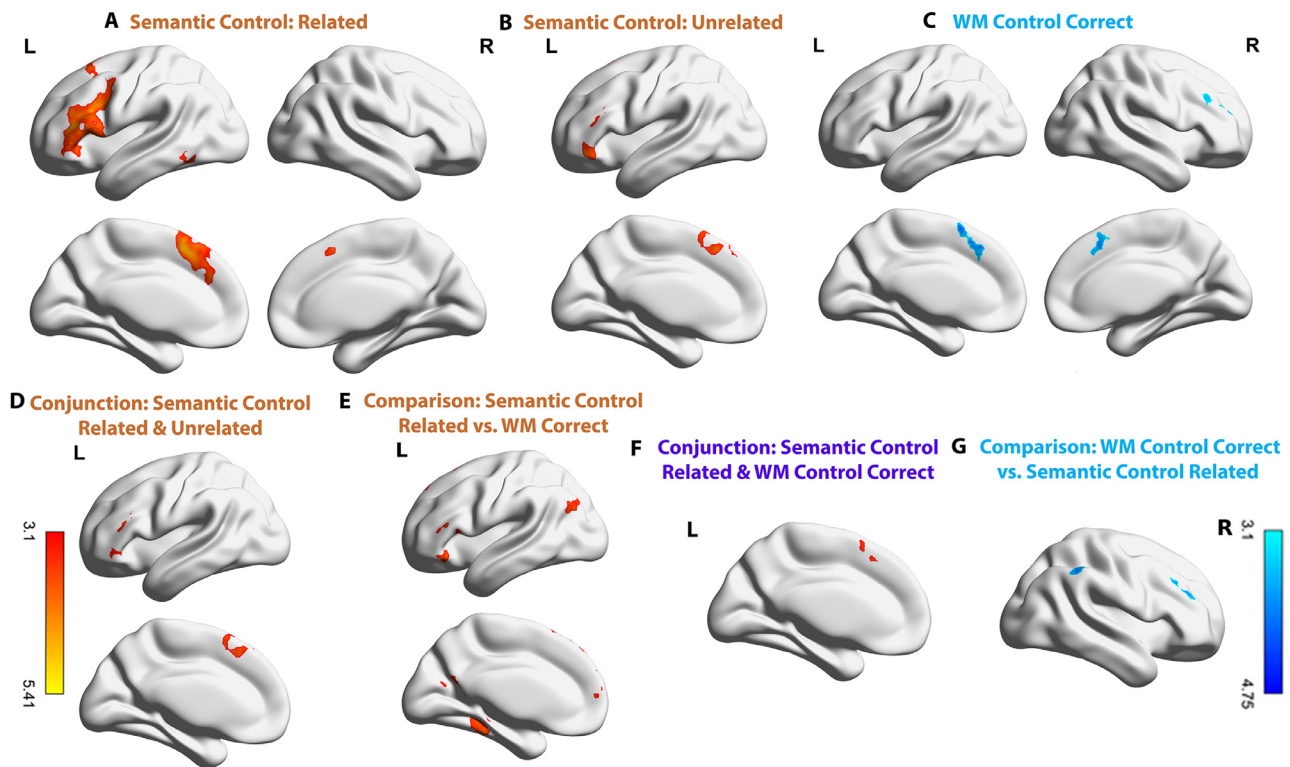 A Semantic Control: Related
B Semantic Control: Unrelated
C WM Control Correct
L
R
L
L
R
D Conjunction: Semantic Control
Related & Unrelated
L
3.1
5.41
E Comparison: Semantic Control
Related vs. WM Correct
L
F Conjunction: Semantic Control
Related & WM Control Correct
L
G Comparison: WM Control Correct
vs. Semantic Control Related
R
3.1
4.75